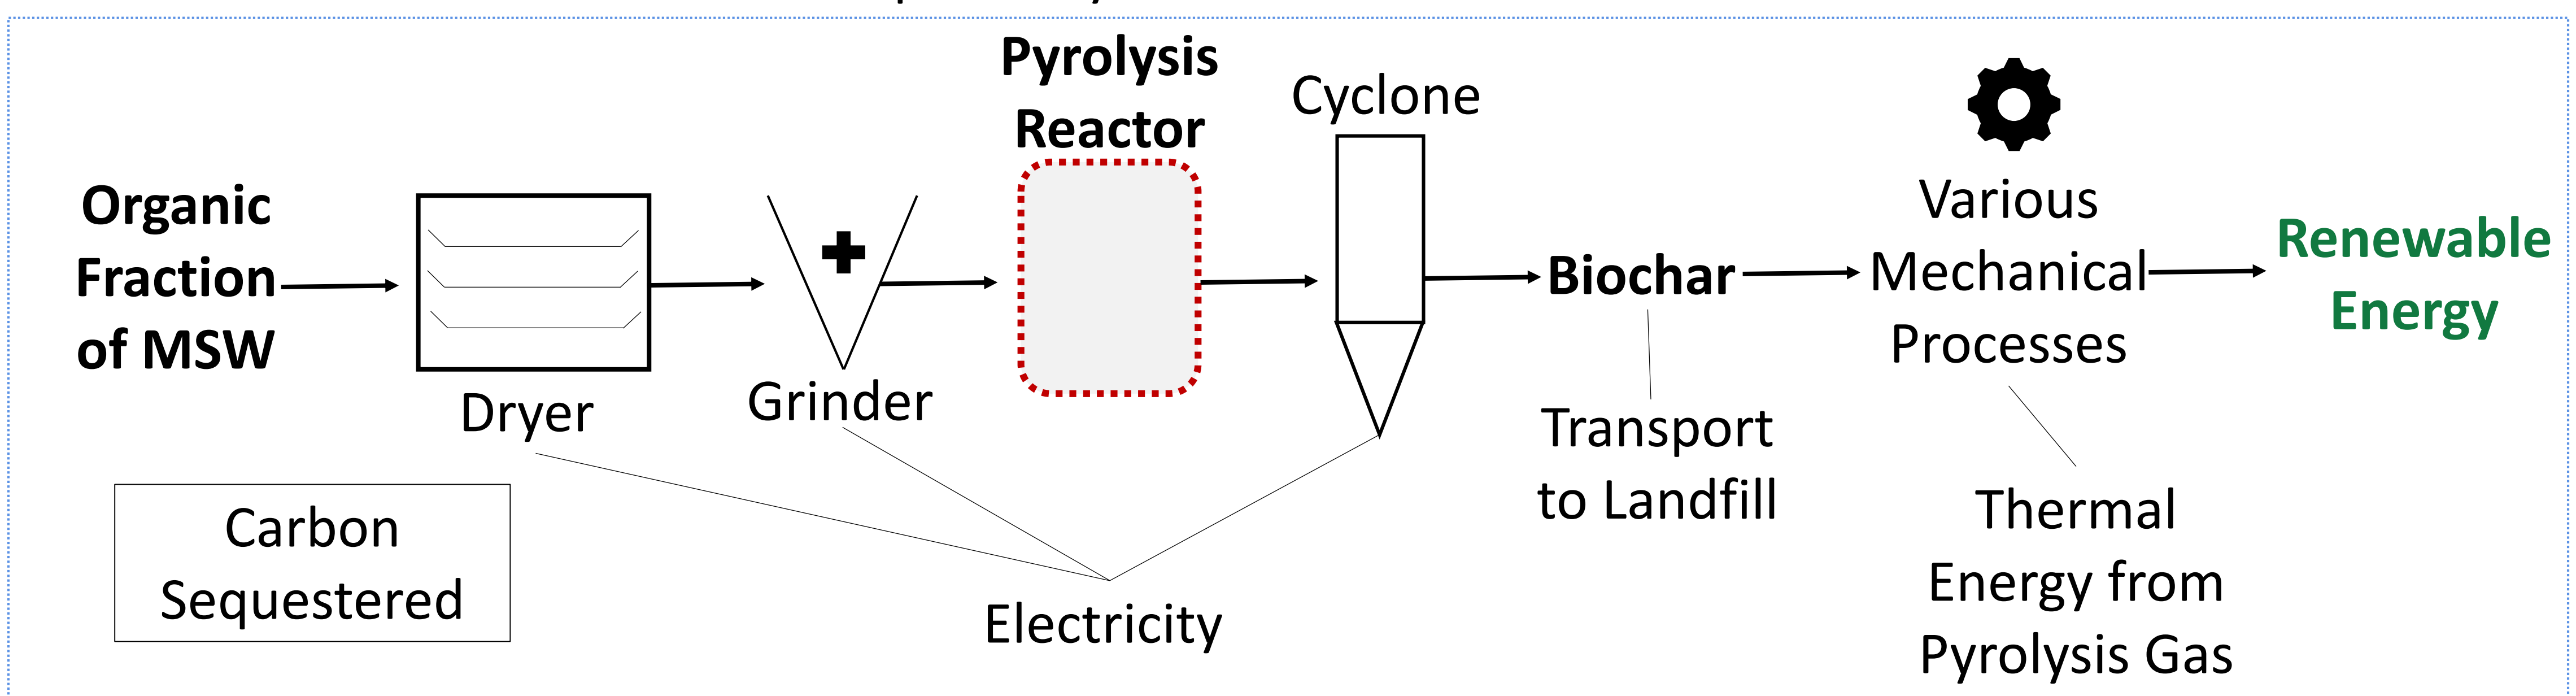 Pyrolysis
Reactor
Cyclone
Organic
Fraction
of MSW
Dryer
Grinder
Biochar
Various
Mechanical
Processes
Renewable
Energy
Transport
to Landfill
Carbon
Sequestered
Electricity
Thermal
Energy from
Pyrolysis Gas